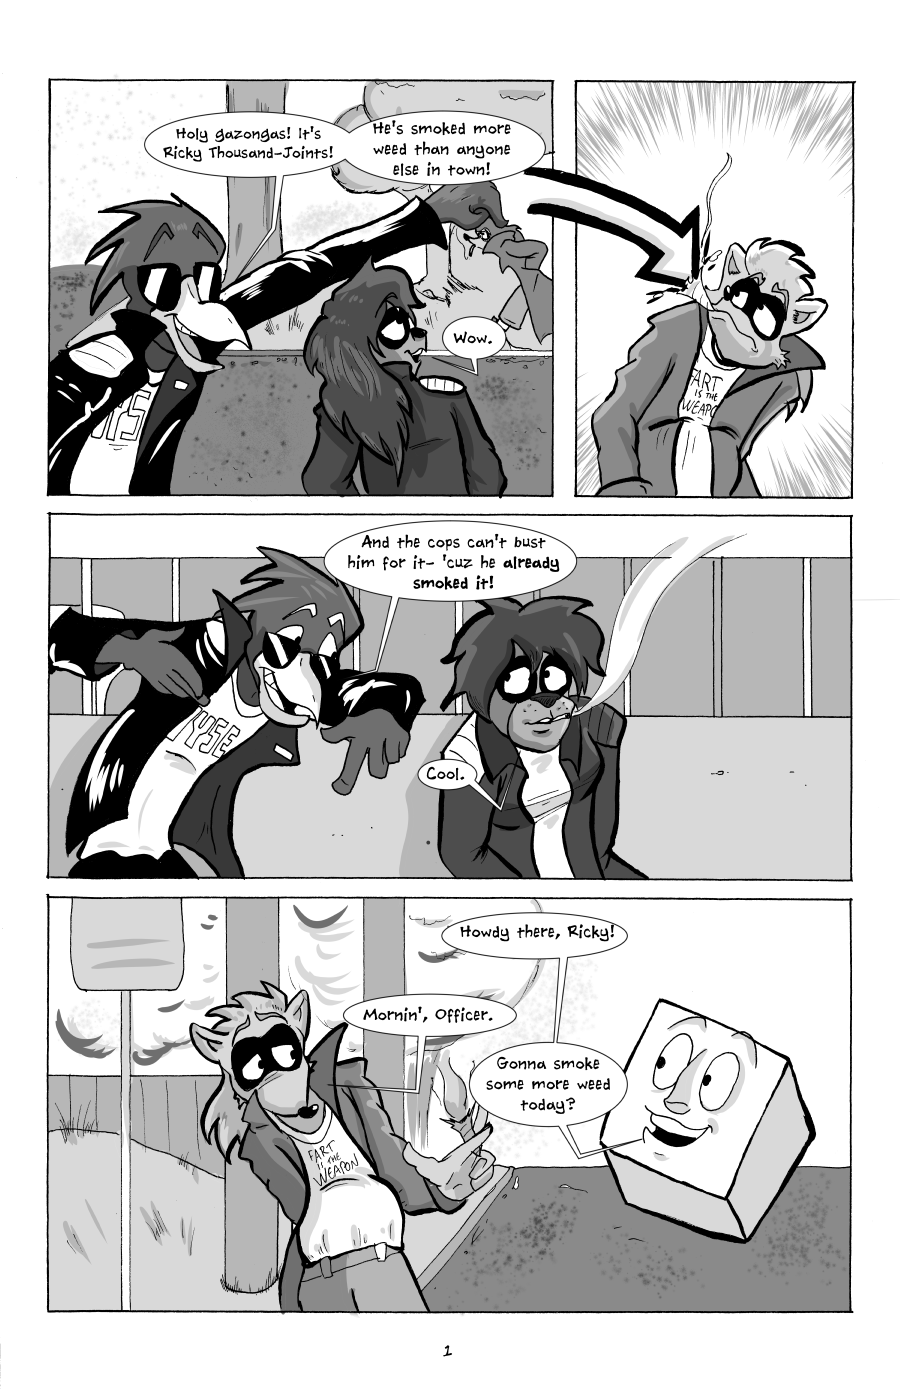 Holy gazongas! It's
Ricky Thousand-Joints!
He's smoked more
weed than anyone
else in town!
Wow.
FART
IS THE
WEAPO
And the cops can't bust
him for it- 'cuz he already
smoked it!
NYSE
Cool.
Howdy there, Ricky!
Mornin', Officer.
Gonna smoke
some more weed
today?
FART
IS THE
WEAPON
1